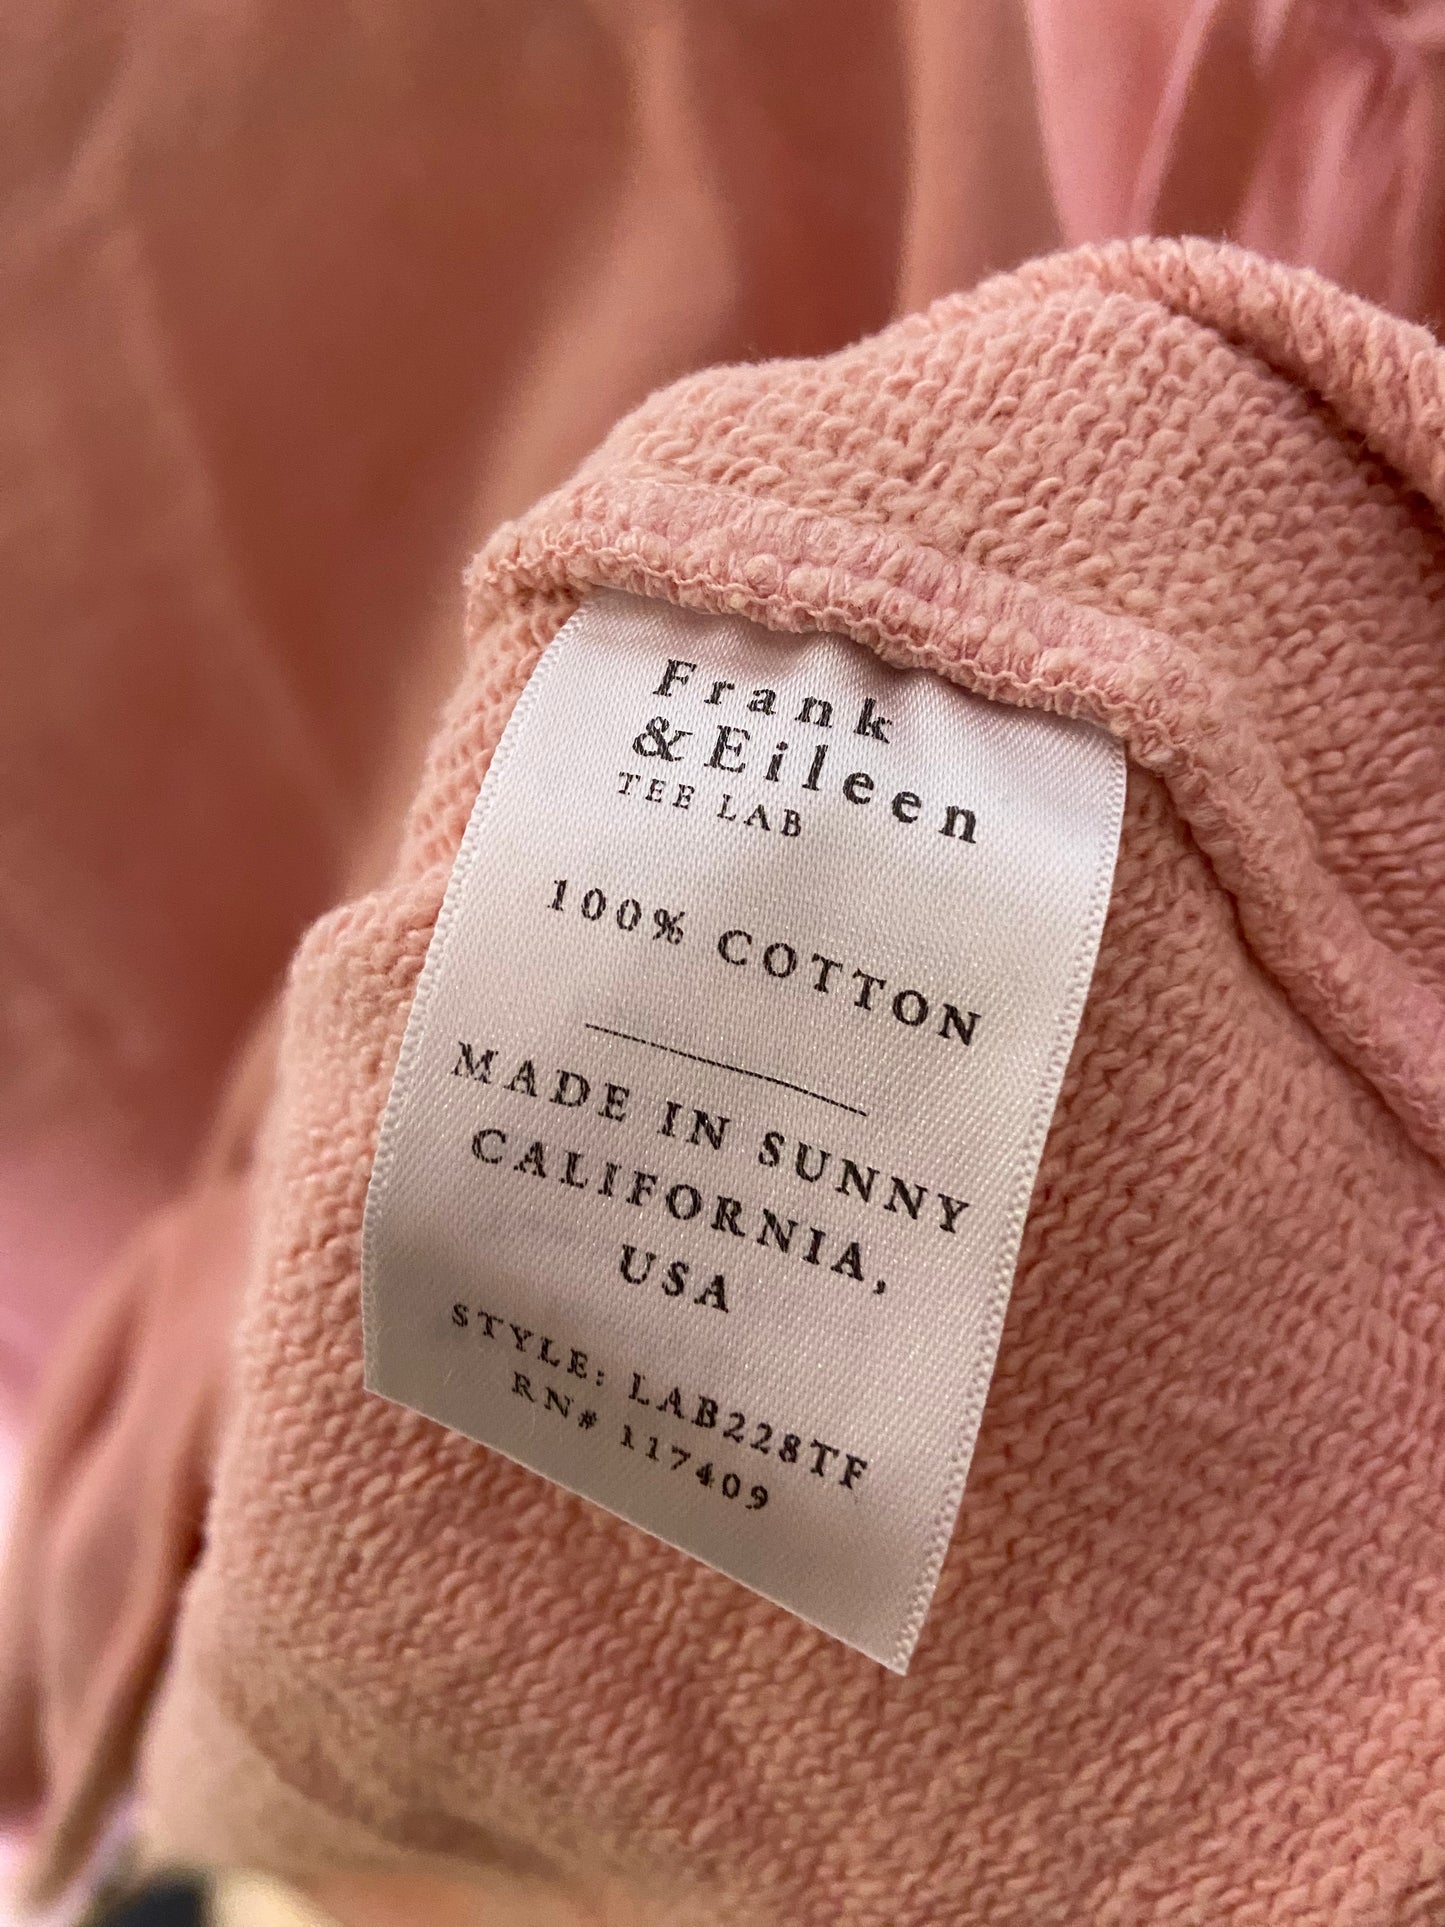 Frank
& Eileen
TEE LAB
100% COTTON
MADE IN SUNNY
CALIFORNIA,
USA
STYLE: LAB228TF
RN# 117409